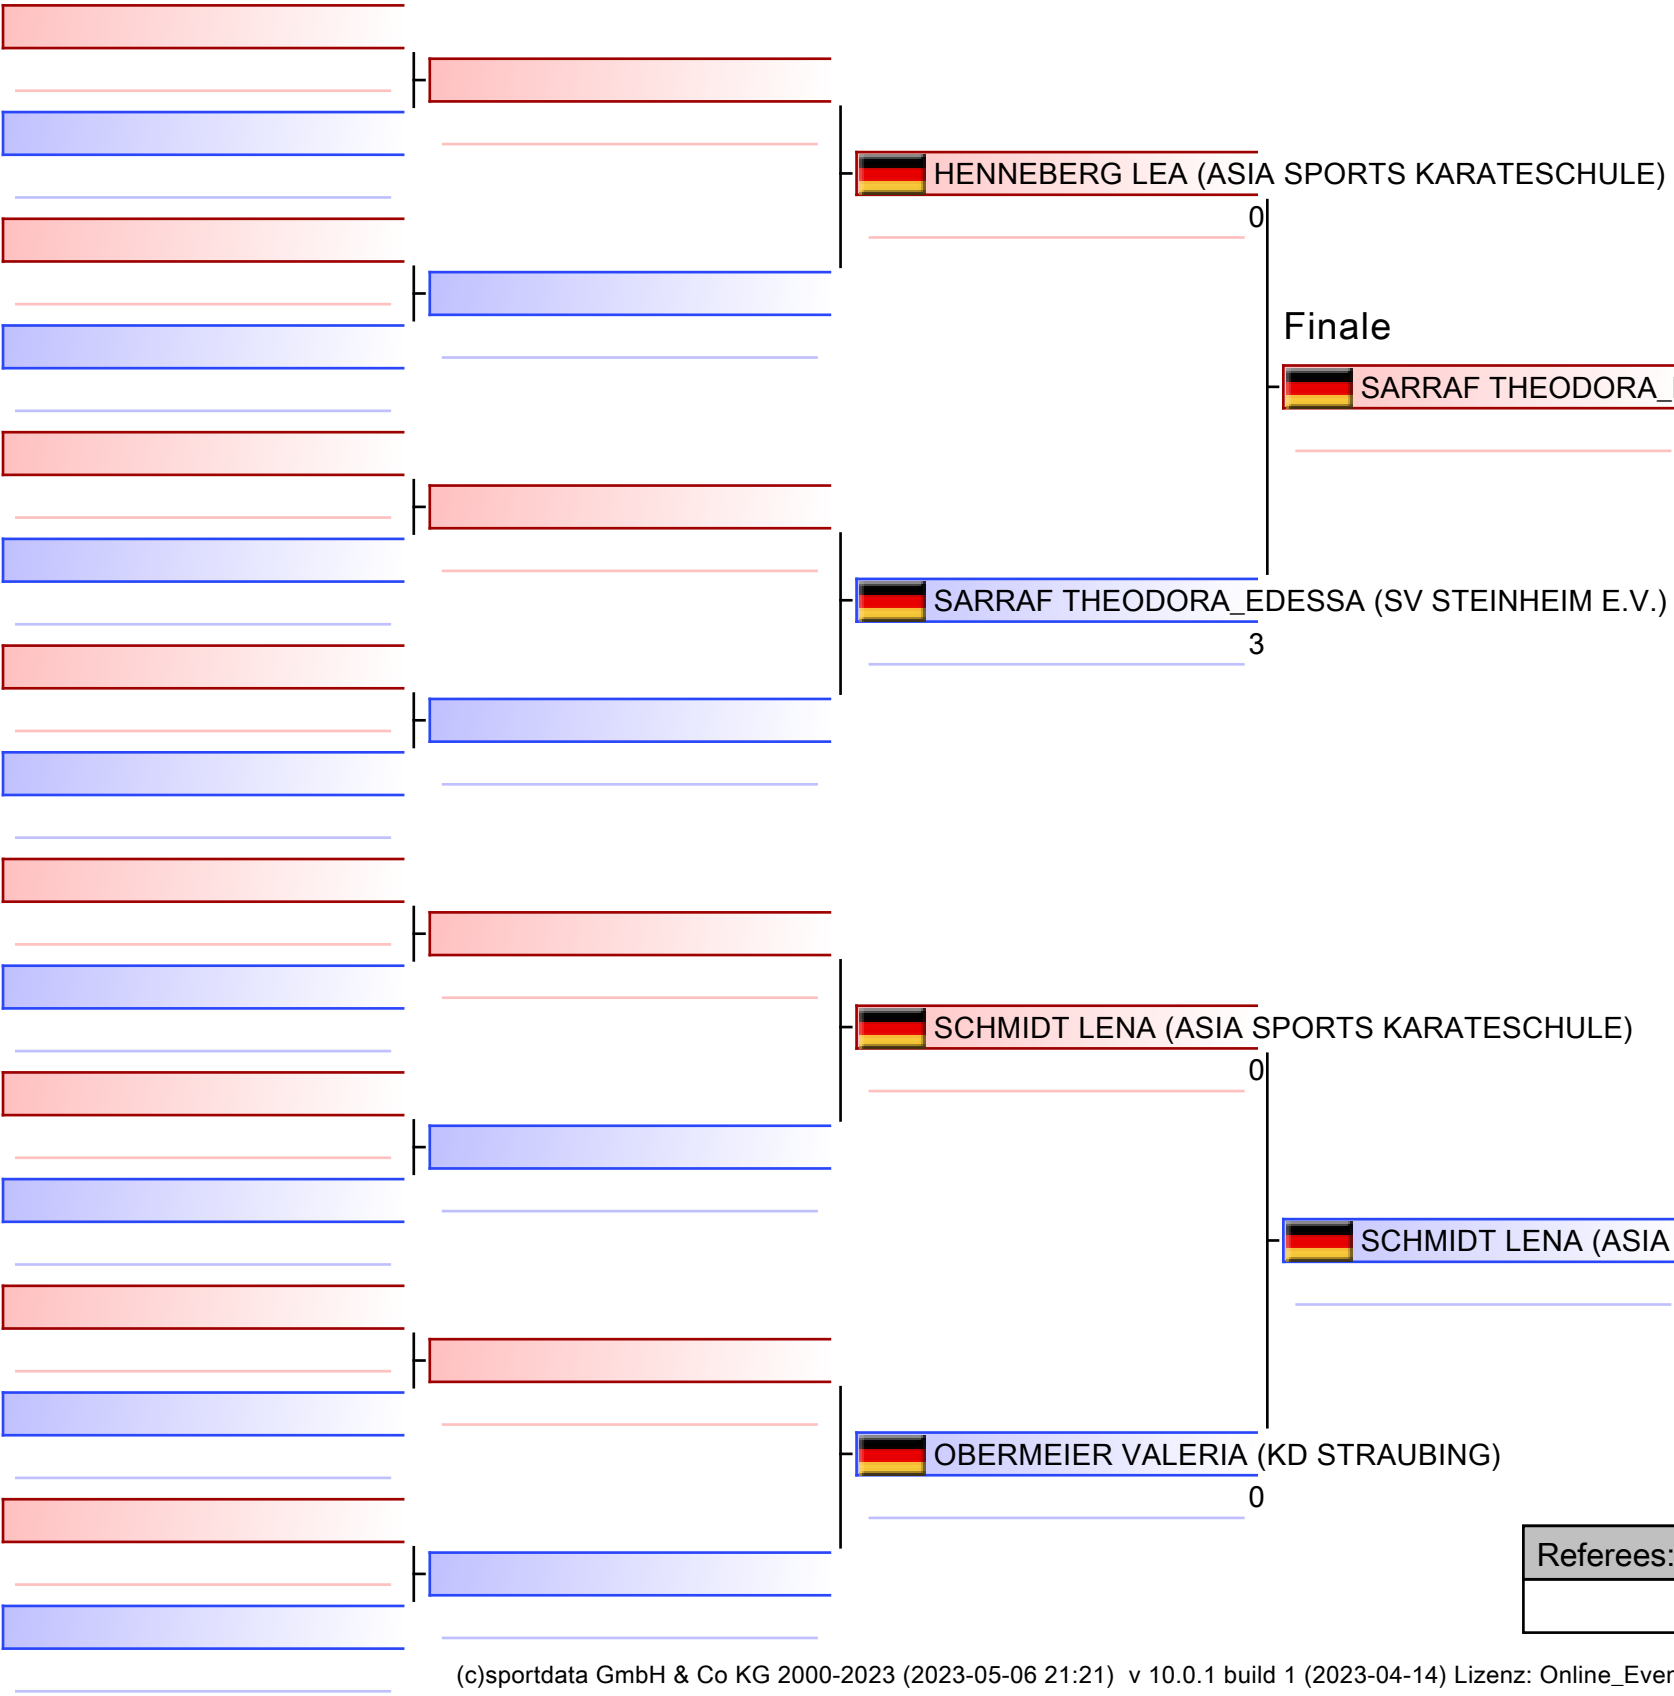 HENNEBERG LEA (ASIA SPORTS KARATESCHULE)
0
Finale
SARRAF THEODORA_
SARRAF THEODORA_EDESSA (SV STEINHEIM E.V.)
3
SCHMIDT LENA (ASIA SPORTS KARATESCHULE)
0
SCHMIDT LENA (ASIA
OBERMEIER VALERIA (KD STRAUBING)
0
Referees:
(c)sportdata GmbH & Co KG 2000-2023 (2023-05-06 21:21) v 10.0.1 build 1 (2023-04-14) Lizenz: Online_Ever